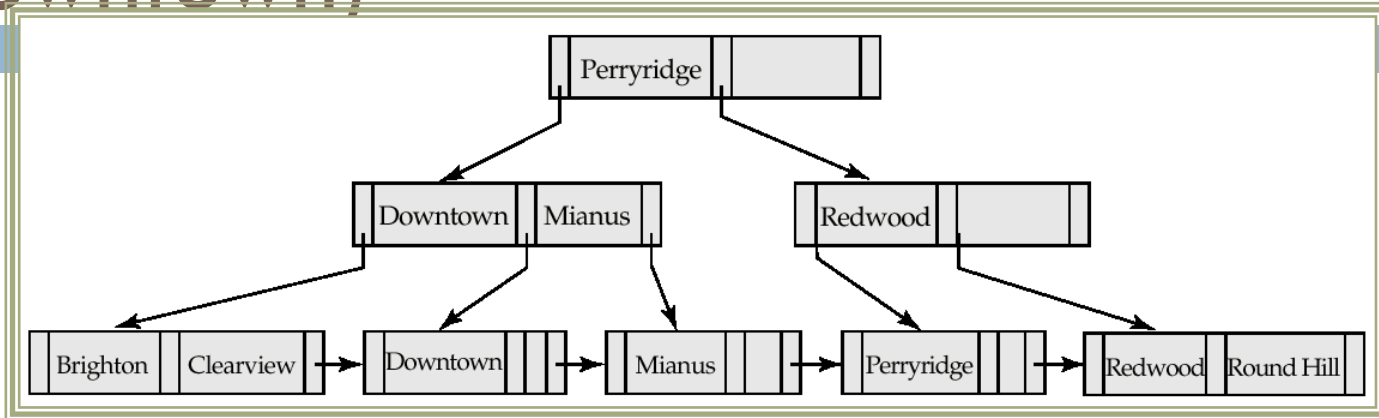 Perryridge
Downtown Mianus Redwood
Brighton Clearview Downtown Mianus Perryridge Redwood Round Hill